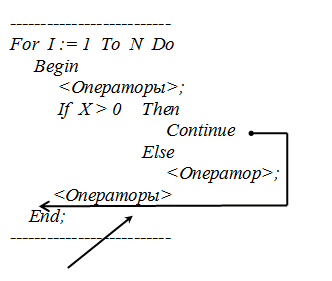 ---------------------------
For I := 1 To N Do
Begin
<Операторы>;
If X > 0 Then
Continue
Else
<Оператор>;
<Операторы>
End;
---------------------------